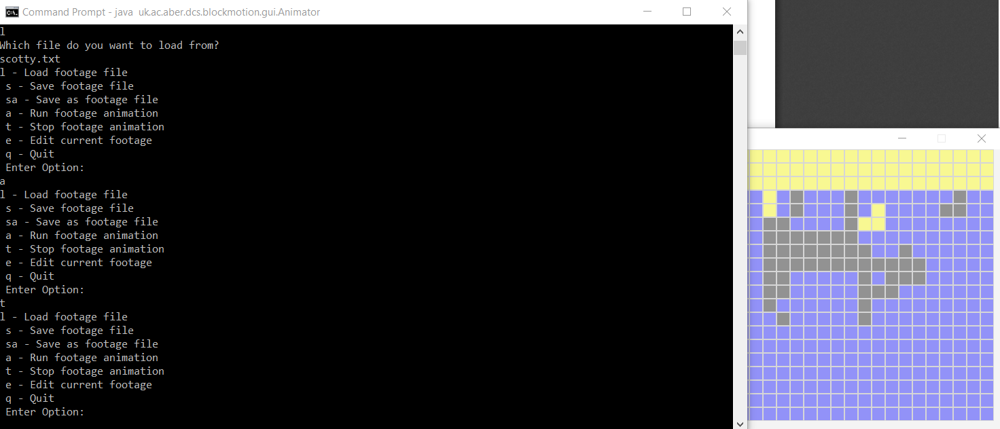 Command Prompt - java uk.ac.aber.dcs.blockmotion.gui.Animator
l
Which file do you want to load from?
scotty.txt
l - Load footage file
s - Save footage file
sa - Save as footage file
a - Run footage animation
t - Stop footage animation
e - Edit current footage
q - Quit
Enter Option:
a
l - Load footage file
s - Save footage file
sa - Save as footage file
a - Run footage animation
t - Stop footage animation
e - Edit current footage
q - Quit
Enter Option:
t
l - Load footage file
s - Save footage file
sa - Save as footage file
a - Run footage animation
t - Stop footage animation
e - Edit current footage
q - Quit
Enter Option: